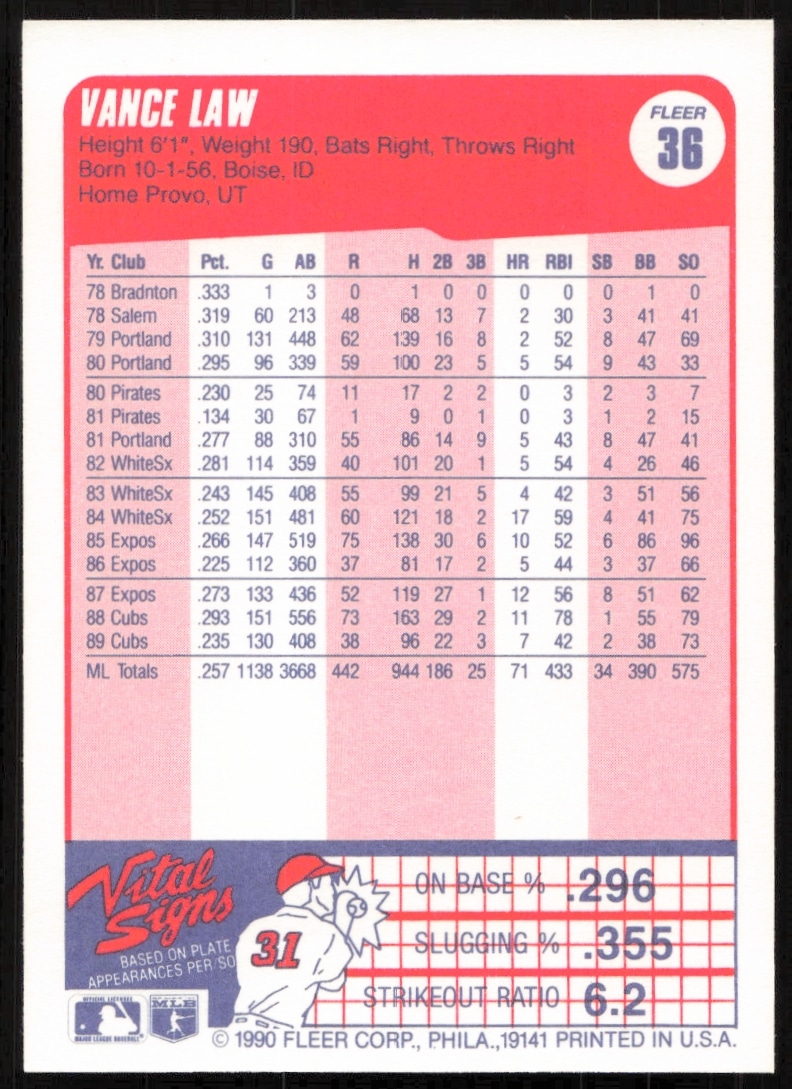 VANCE LAW
FLEER
36
Height 6'1", Weight 190, Bats Right, Throws Right
Born 10-1-56, Boise, ID
Home Provo, UT
Yr. Club Pct. G AB R H 2B 3B HR RBI SB BB SO
78 Bradnton .333 1 3 0 1 0 0 0 0 0 1 0
78 Salem .319 60 213 48 68 13 7 2 30 3 41 41
79 Portland .310 131 448 62 139 16 8 2 52 8 47 69
80 Portland .295 96 339 59 100 23 5 5 54 9 43 33
80 Pirates .230 25 74 11 17 2 2 0 3 2 3 7
81 Pirates .134 30 67 1 9 0 1 0 3 1 2 15
81 Portland .277 88 310 55 86 14 9 5 43 8 47 41
82 WhiteSx .281 114 359 40 101 20 1 5 54 4 26 46
83 WhiteSx .243 145 408 55 99 21 5 4 42 3 51 56
84 WhiteSx .252 151 481 60 121 18 2 17 59 4 41 75
85 Expos .266 147 519 75 138 30 6 10 52 6 86 96
86 Expos .225 112 360 37 81 17 2 5 44 3 37 66
87 Expos .273 133 436 52 119 27 1 12 56 8 51 62
88 Cubs .293 151 556 73 163 29 2 11 78 1 55 79
89 Cubs .235 130 408 38 96 22 3 7 42 2 38 73
ML Totals .257 1138 3668 442 944 186 25 71 433 34 390 575
Vital
Signs
BASED ON PLATE
APPEARANCES PER/SO
31
ON BASE % .296
SLUGGING % .355
STRIKEOUT RATIO 6.2
OFFICIAL LICENSEE
MAJOR LEAGUE BASEBALL
MLB
© 1990 FLEER CORP., PHILA.,19141 PRINTED IN U.S.A.